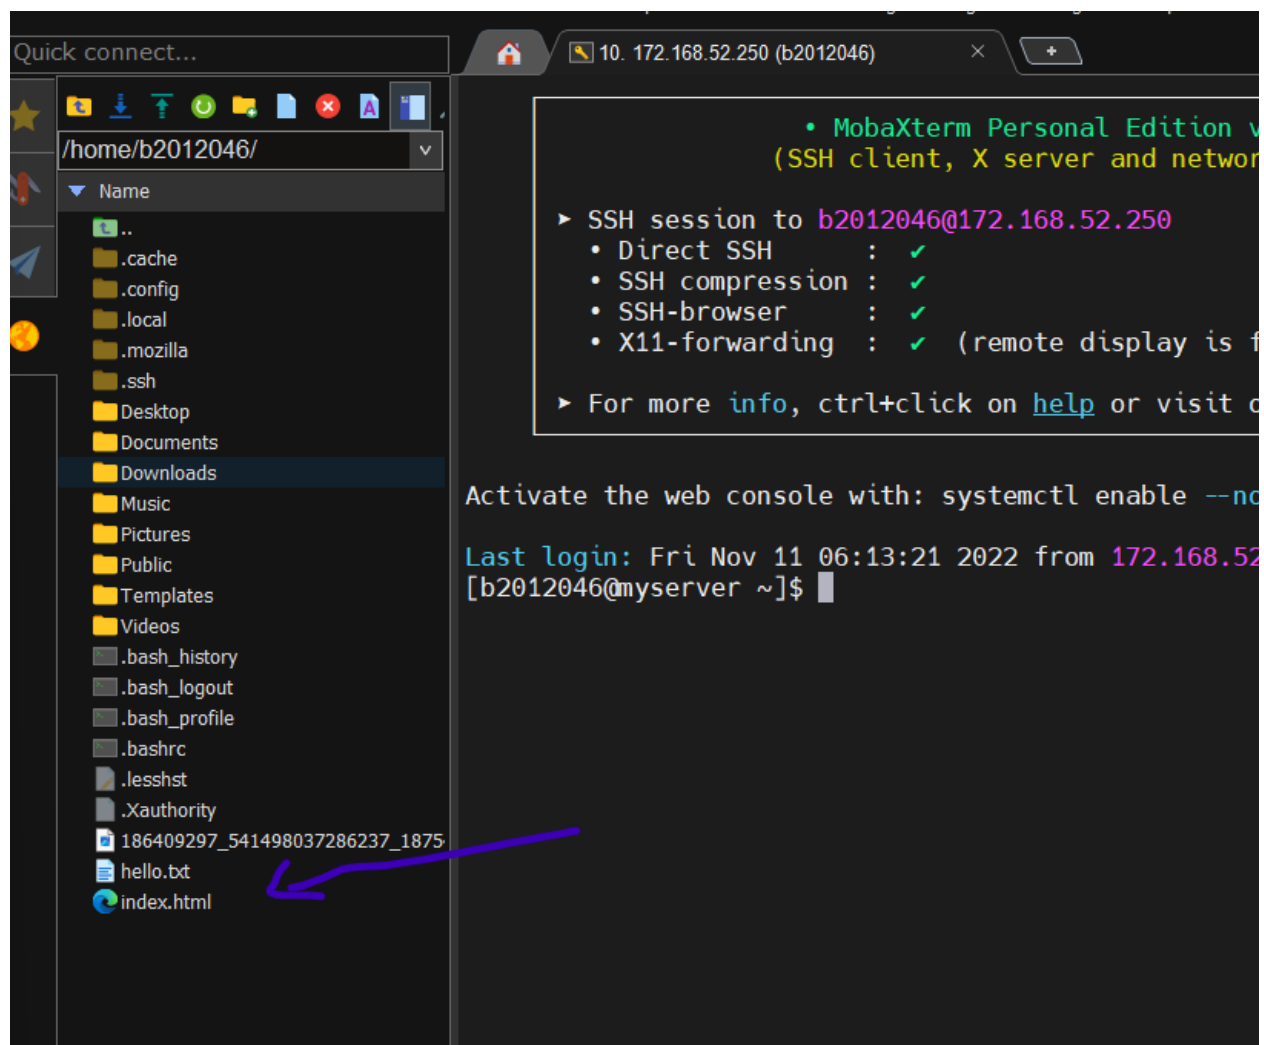 Quick connect...
10. 172.168.52.250 (b2012046)
/home/b2012046/
Name
..
.cache
.config
.local
.mozilla
.ssh
Desktop
Documents
Downloads
Music
Pictures
Public
Templates
Videos
.bash_history
.bash_logout
.bash_profile
.bashrc
.lesshst
.Xauthority
186409297_541498037286237_1875
hello.txt
index.html
• MobaXterm Personal Edition v
(SSH client, X server and networ
➤ SSH session to b2012046@172.168.52.250
• Direct SSH : ✔
• SSH compression : ✔
• SSH-browser : ✔
• X11-forwarding : ✔ (remote display is f
➤ For more info, ctrl+click on help or visit o
Activate the web console with: systemctl enable --no
Last login: Fri Nov 11 06:13:21 2022 from 172.168.52
[b2012046@myserver ~]$